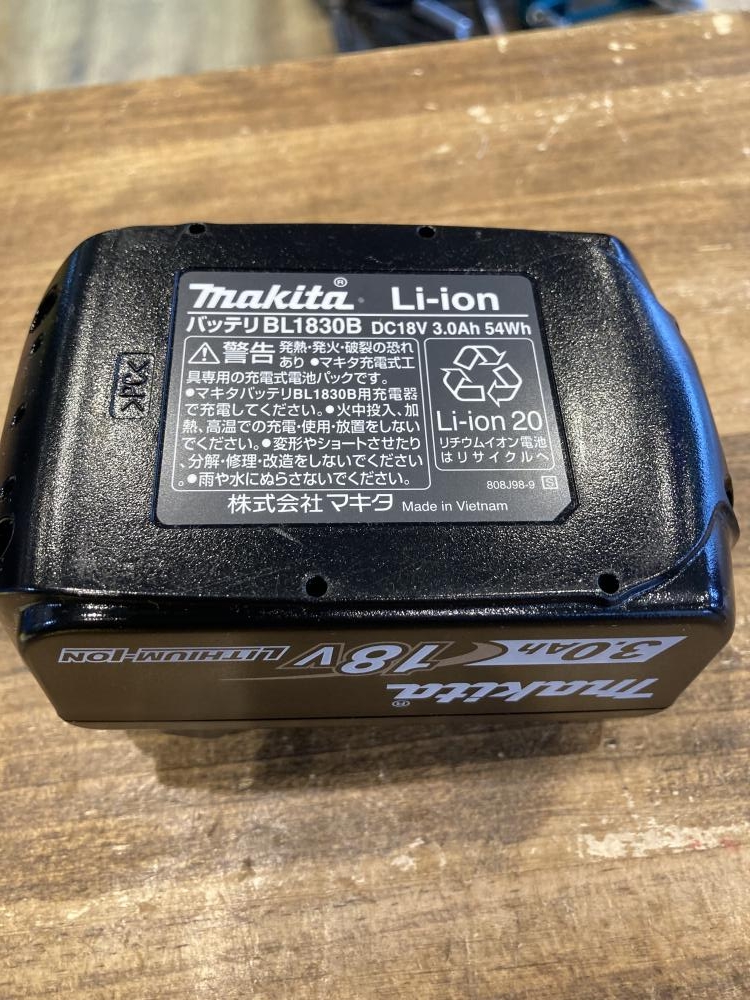 makita® Li-ion
バッテリ BL1830B DC18V 3.0Ah 54Wh
警告 発熱・発火・破裂の恐れ
あり ●マキタ充電式工
具専用の充電式電池パックです。
●マキタバッテリBL1830B用充電器
で充電してください。●火中投入、加
熱、高温での充電・使用・放置をしない
でください。●変形やショートさせたり
、分解・修理・改造をしないでください
。●雨や水にぬらさないでください。
Li-ion 20
リチウムイオン電池
はリサイクルへ
808J98-9 S
株式会社 マキタ Made in Vietnam
makita®
3.0Ah 18V LITHIUM-ION